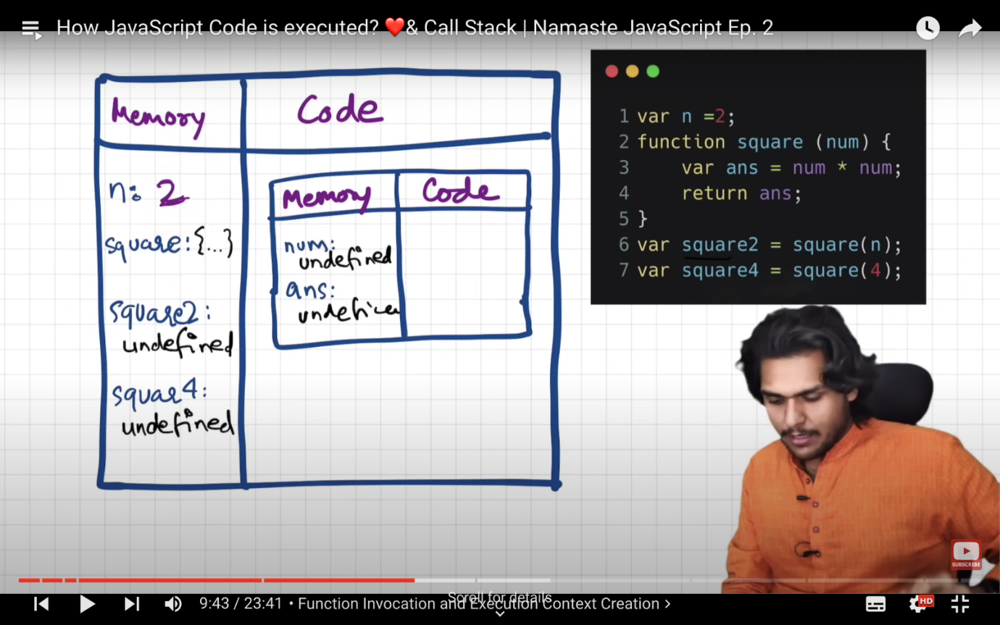 How JavaScript Code is executed? ❤️& Call Stack | Namaste JavaScript Ep. 2
Memory
Code
n: 2
square: {...}
square2:
undefined
squar4:
undefined
Memory
Code
num:
undefined
ans:
undefined
1 var n =2;
2 function square (num) {
3 var ans = num * num;
4 return ans;
5 }
6 var square2 = square(n);
7 var square4 = square(4);
SUBSCRIBE
Scroll for details
9:43 / 23:41 • Function Invocation and Execution Context Creation >
HD